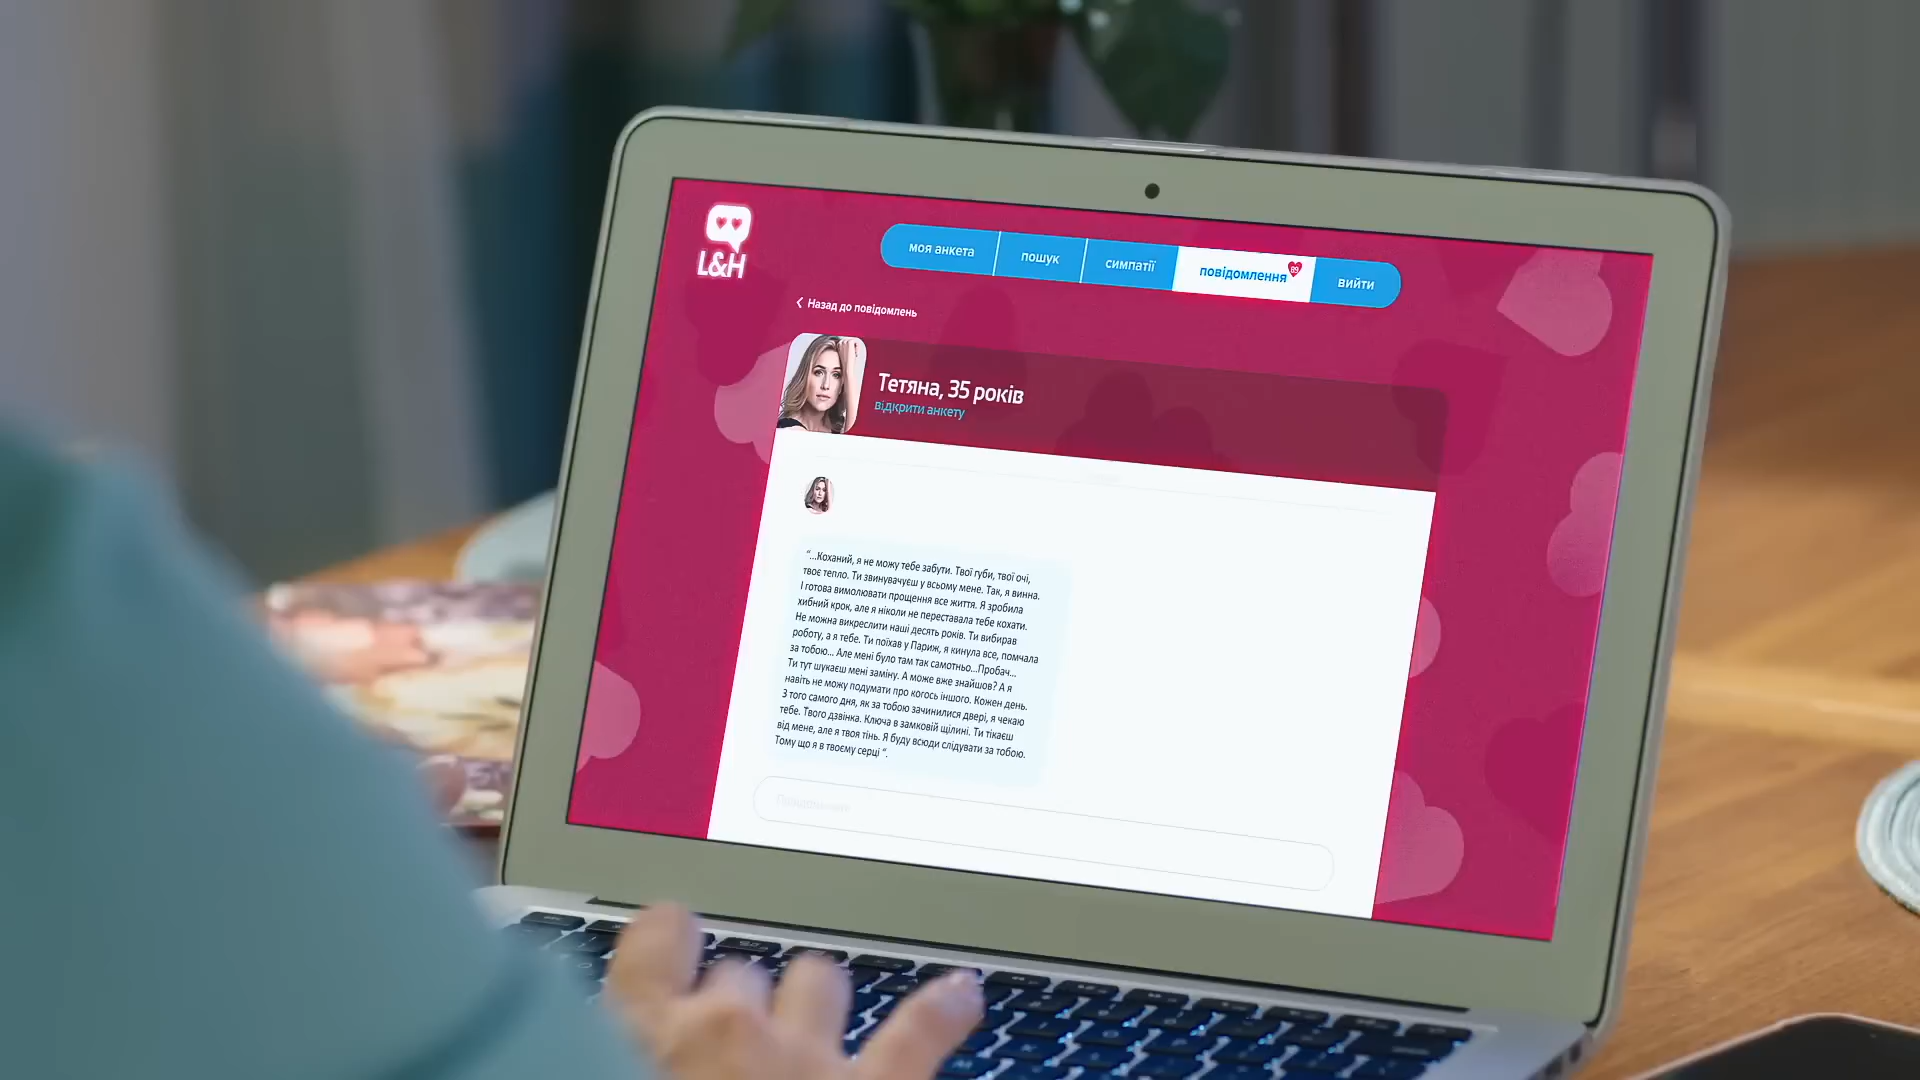 L&H
моя анкета
пошук
симпатії
повідомлення
89
вийти
Назад до повідомлень
Тетяна, 35 років
відкрити анкету
“...Коханий, я не можу тебе забути. Твої губи, твої очі,
твоє тепло. Ти звинувачуєш у всьому мене. Так, я винна.
І готова вимолювати прощення все життя. Я зробила
хибний крок, але я ніколи не переставала тебе кохати.
Не можна викреслити наші десять років. Ти вибирав
роботу, а я тебе. Ти поїхав у Париж, я кинула все, помчала
за тобою... Але мені було там так самотньо...Пробач...
Ти тут шукаєш мені заміну. А може вже знайшов? А я
навіть не можу подумати про когось іншого. Кожен день.
З того самого дня, як за тобою зачинилися двері, я чекаю
тебе. Твого дзвінка. Ключа в замковій щілині. Ти тікаєш
від мене, але я твоя тінь. Я буду всюди слідувати за тобою.
Тому що я в твоєму серці “.